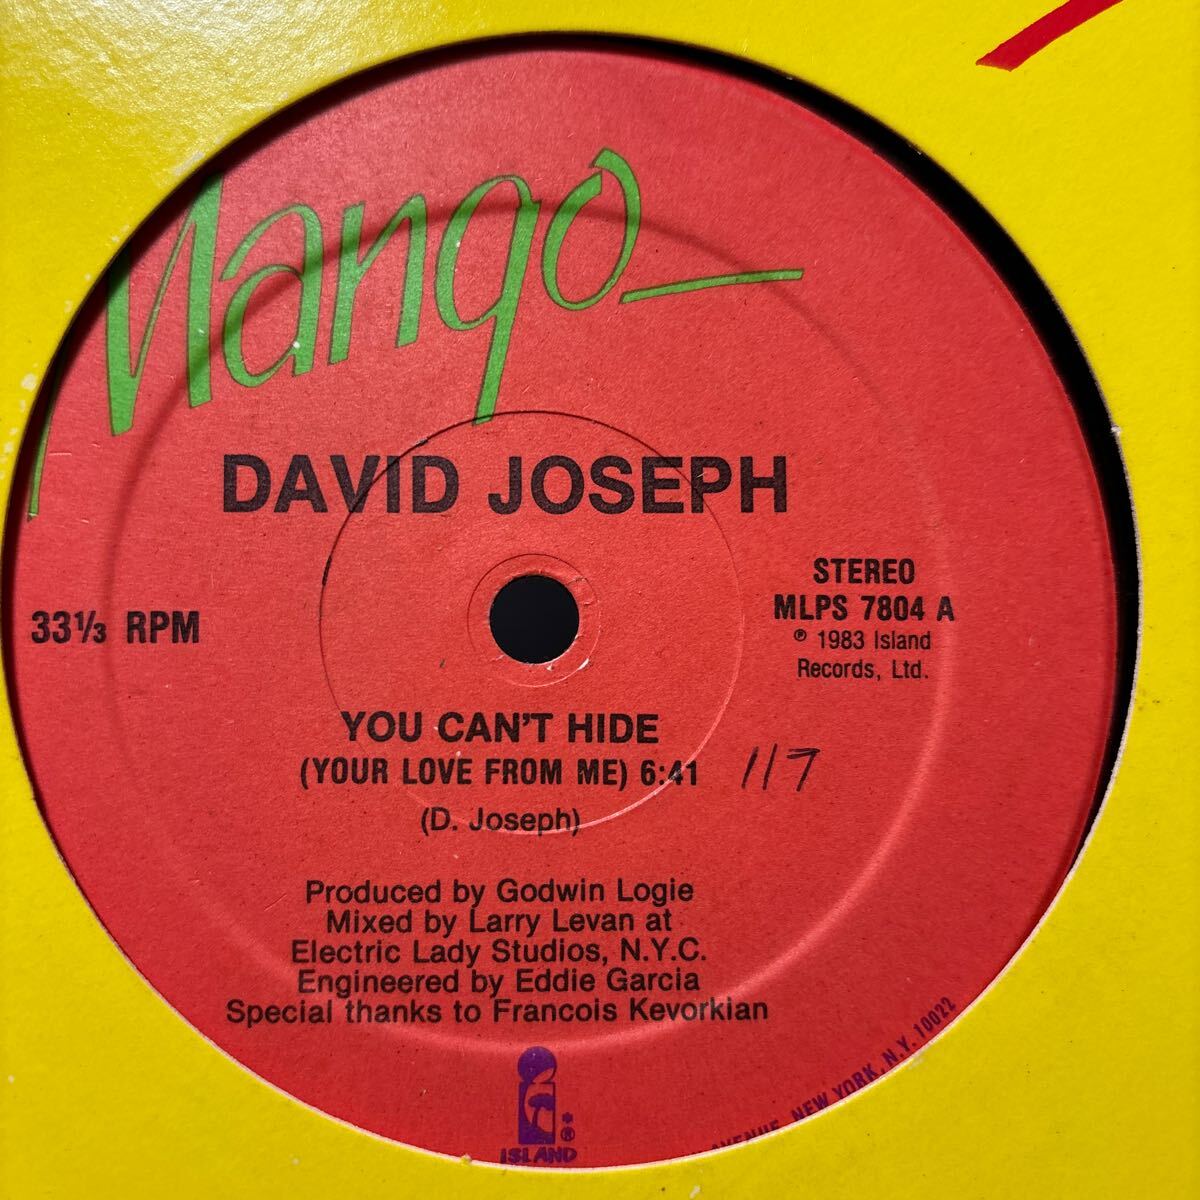 Mango
DAVID JOSEPH
STEREO
MLPS 7804 A
℗ 1983 Island
Records, Ltd.
33⅓ RPM
YOU CAN'T HIDE
(YOUR LOVE FROM ME) 6:41
117
(D. Joseph)
Produced by Godwin Logie
Mixed by Larry Levan at
Electric Lady Studios, N.Y.C.
Engineered by Eddie Garcia
Special thanks to Francois Kevorkian
AVENUE, NEW YORK, N.Y. 10022
®
ISLAND